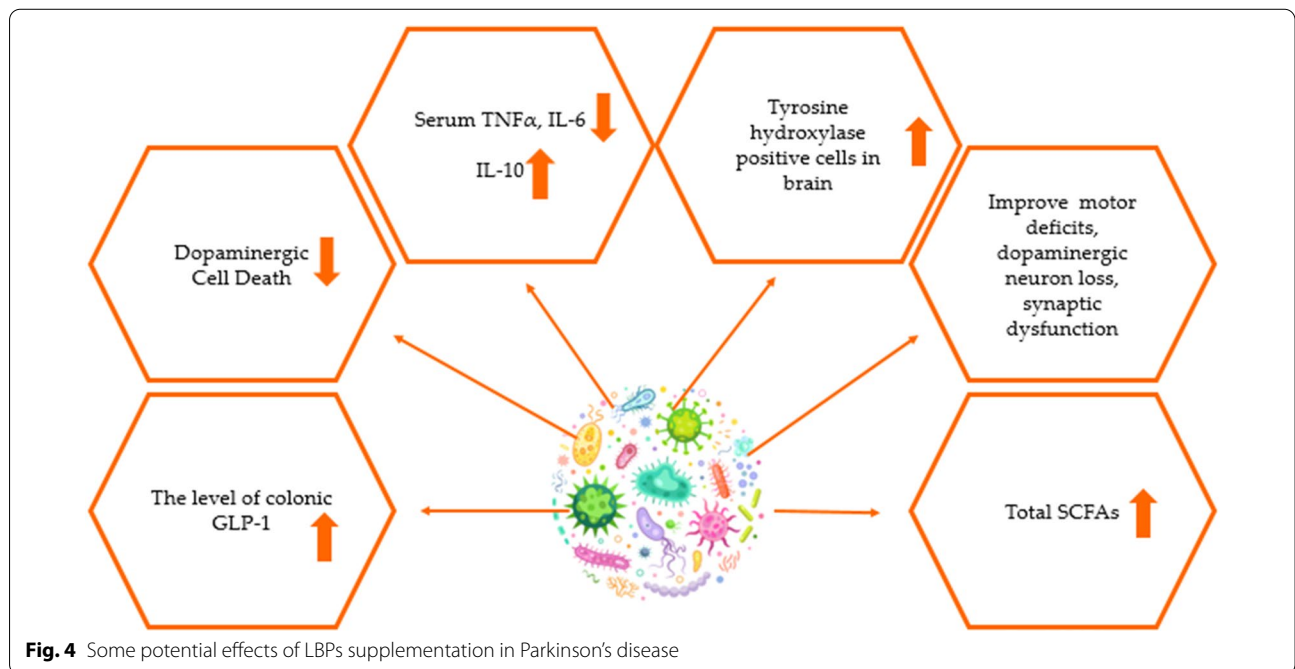 Serum TNFα, IL-6
IL-10
Tyrosine
hydroxylase
positive cells in
brain
Dopaminergic
Cell Death
Improve motor
deficits,
dopaminergic
neuron loss,
synaptic
dysfunction
The level of colonic
GLP-1
Total SCFAs
Fig. 4 Some potential effects of LBPs supplementation in Parkinson's disease